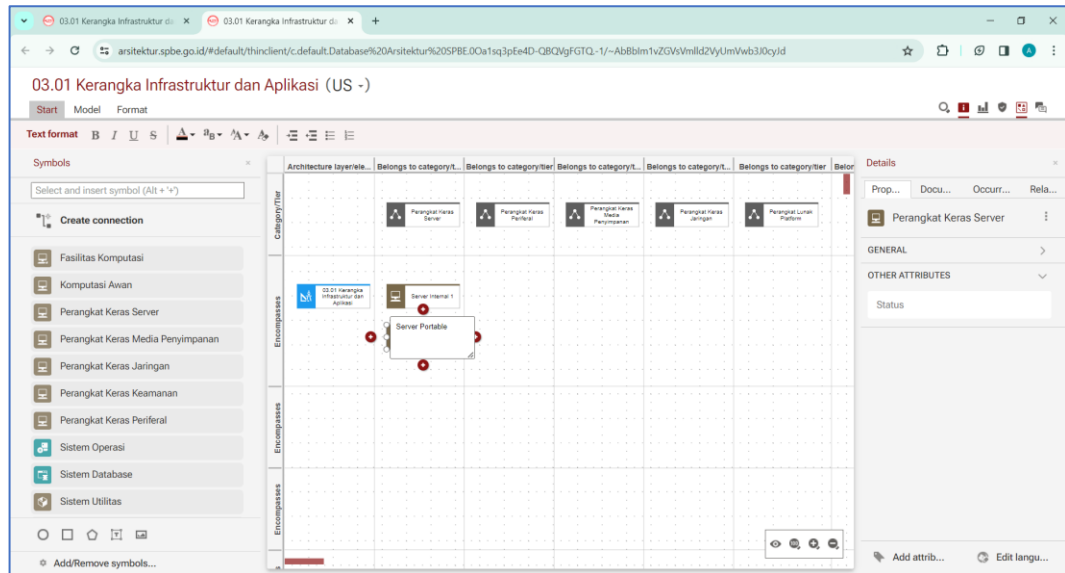 03.01 Kerangka Infrastruktur da
03.01 Kerangka Infrastruktur da
arsitektur.spbe.go.id/#default/thinclient/c.default.Database%20Arsitektur%20SPBE.0Oa1sq3pEe4D-QBQVgFGTQ.-1/~AbBbIm1vZGVsVmlld2VyUmVwb3J0cyJd
A
03.01 Kerangka Infrastruktur dan Aplikasi (US -)
Start Model Format
Text format B I U S
Symbols
Select and insert symbol (Alt + '+')
Create connection
Fasilitas Komputasi
Komputasi Awan
Perangkat Keras Server
Perangkat Keras Media Penyimpanan
Perangkat Keras Jaringan
Perangkat Keras Keamanan
Perangkat Keras Periferal
Sistem Operasi
Sistem Database
Sistem Utilitas
Add/Remove symbols...
Architecture layer/ele... Belongs to category/t... Belongs to category/tier Belongs to category/t... Belongs to category/t... Belongs to category/tier Belor
Category/Tier
Perangkat Keras
Server
Perangkat Keras
Periferal
Perangkat Keras
Media
Penyimpanan
Perangkat Keras
Jaringan
Perangkat Lunak
Platform
Encompasses
03.01 Kerangka
Infrastruktur dan
Aplikasi
Server Internal 1
Server Portable
Encompasses
Encompasses
Details
Prop... Docu... Occurr... Rela...
Perangkat Keras Server
GENERAL
OTHER ATTRIBUTES
Status
Add attrib... Edit langu...